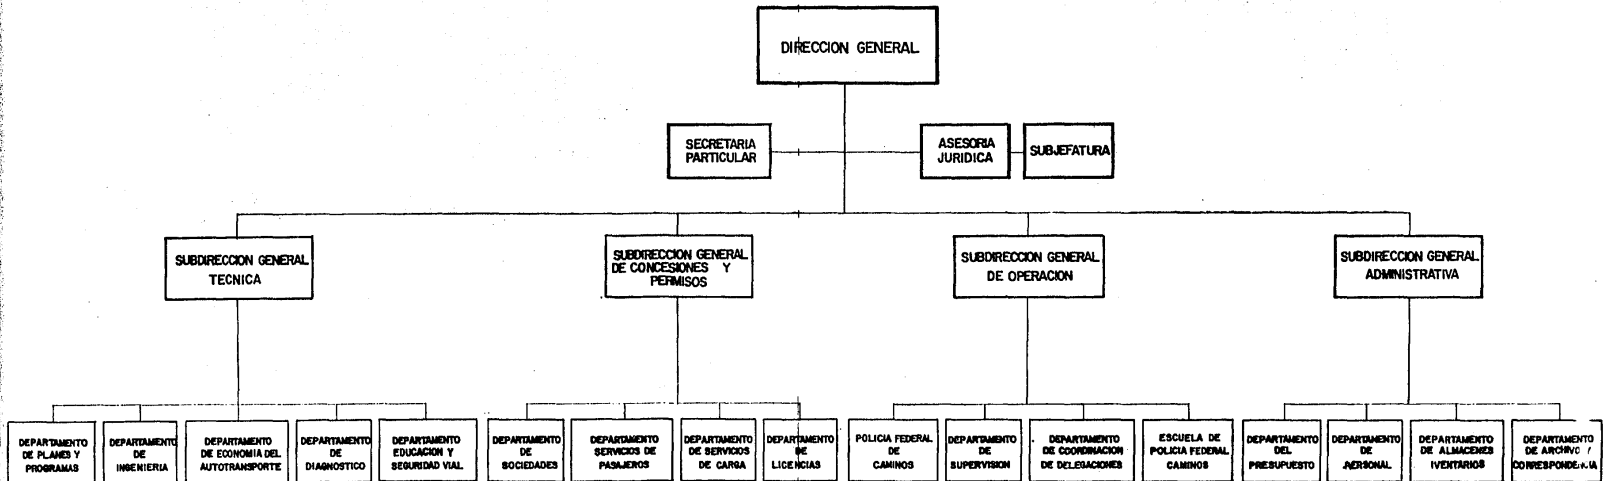 DIRECCION GENERAL
SECRETARIA
PARTICULAR
ASESORIA
JURIDICA
SUBJEFATURA
SUBDIRECCION GENERAL
TECNICA
SUBDIRECCION GENERAL
DE CONCESIONES Y
PERMISOS
SUBDIRECCION GENERAL
DE OPERACION
SUBDIRECCION GENERAL
ADMINISTRATIVA
DEPARTAMENTO
DE PLANES Y
PROGRAMAS
DEPARTAMENTO
DE
INGENIERIA
DEPARTAMENTO
DE ECONOMIA DEL
AUTOTRANSPORTE
DEPARTAMENTO
DE
DIAGNOSTICO
DEPARTAMENTO
EDUCACION Y
SEGURIDAD VIAL
DEPARTAMENTO
DE
SOCIEDADES
DEPARTAMENTO
SERVICIOS DE
PASAJEROS
DEPARTAMENTO
DE SERVICIOS
DE CARGA
DEPARTAMENTO
DE
LICENCIAS
POLICIA FEDERAL
DE
CAMINOS
DEPARTAMENTO
DE
SUPERVISION
DEPARTAMENTO
DE COORDINACION
DE DELEGACIONES
ESCUELA DE
POLICIA FEDERAL
CAMINOS
DEPARTAMENTO
DEL
PRESUPUESTO
DEPARTAMENTO
DE
PERSONAL
DEPARTAMENTO
DE ALMACENES
IVENTARIOS
DEPARTAMENTO
DE ARCHIVO Y
CORRESPONDENCIA